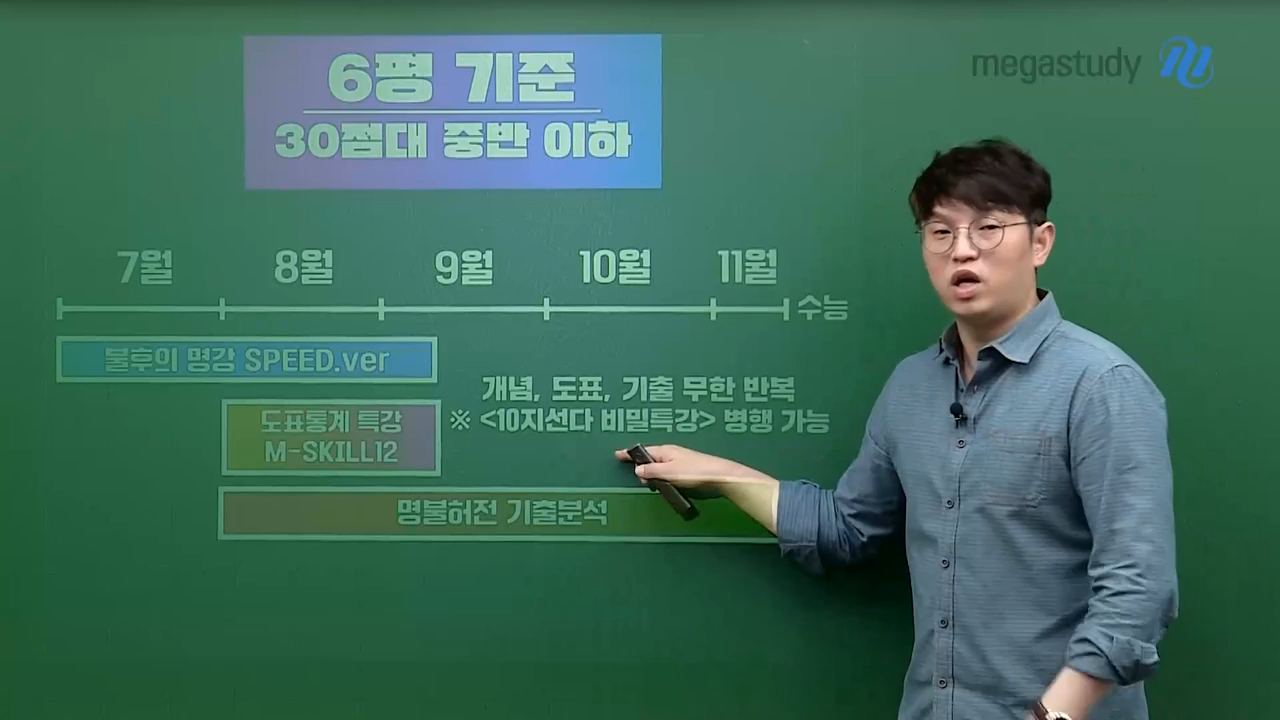 megastudy
6평 기준
30점대 중반 이하
7월 8월 9월 10월 11월
수능
불후의 명강 SPEED.ver
개념, 도표, 기출 무한 반복
※ <10지선다 비밀특강> 병행 가능
도표통계 특강
M-SKILL12
명불허전 기출분석